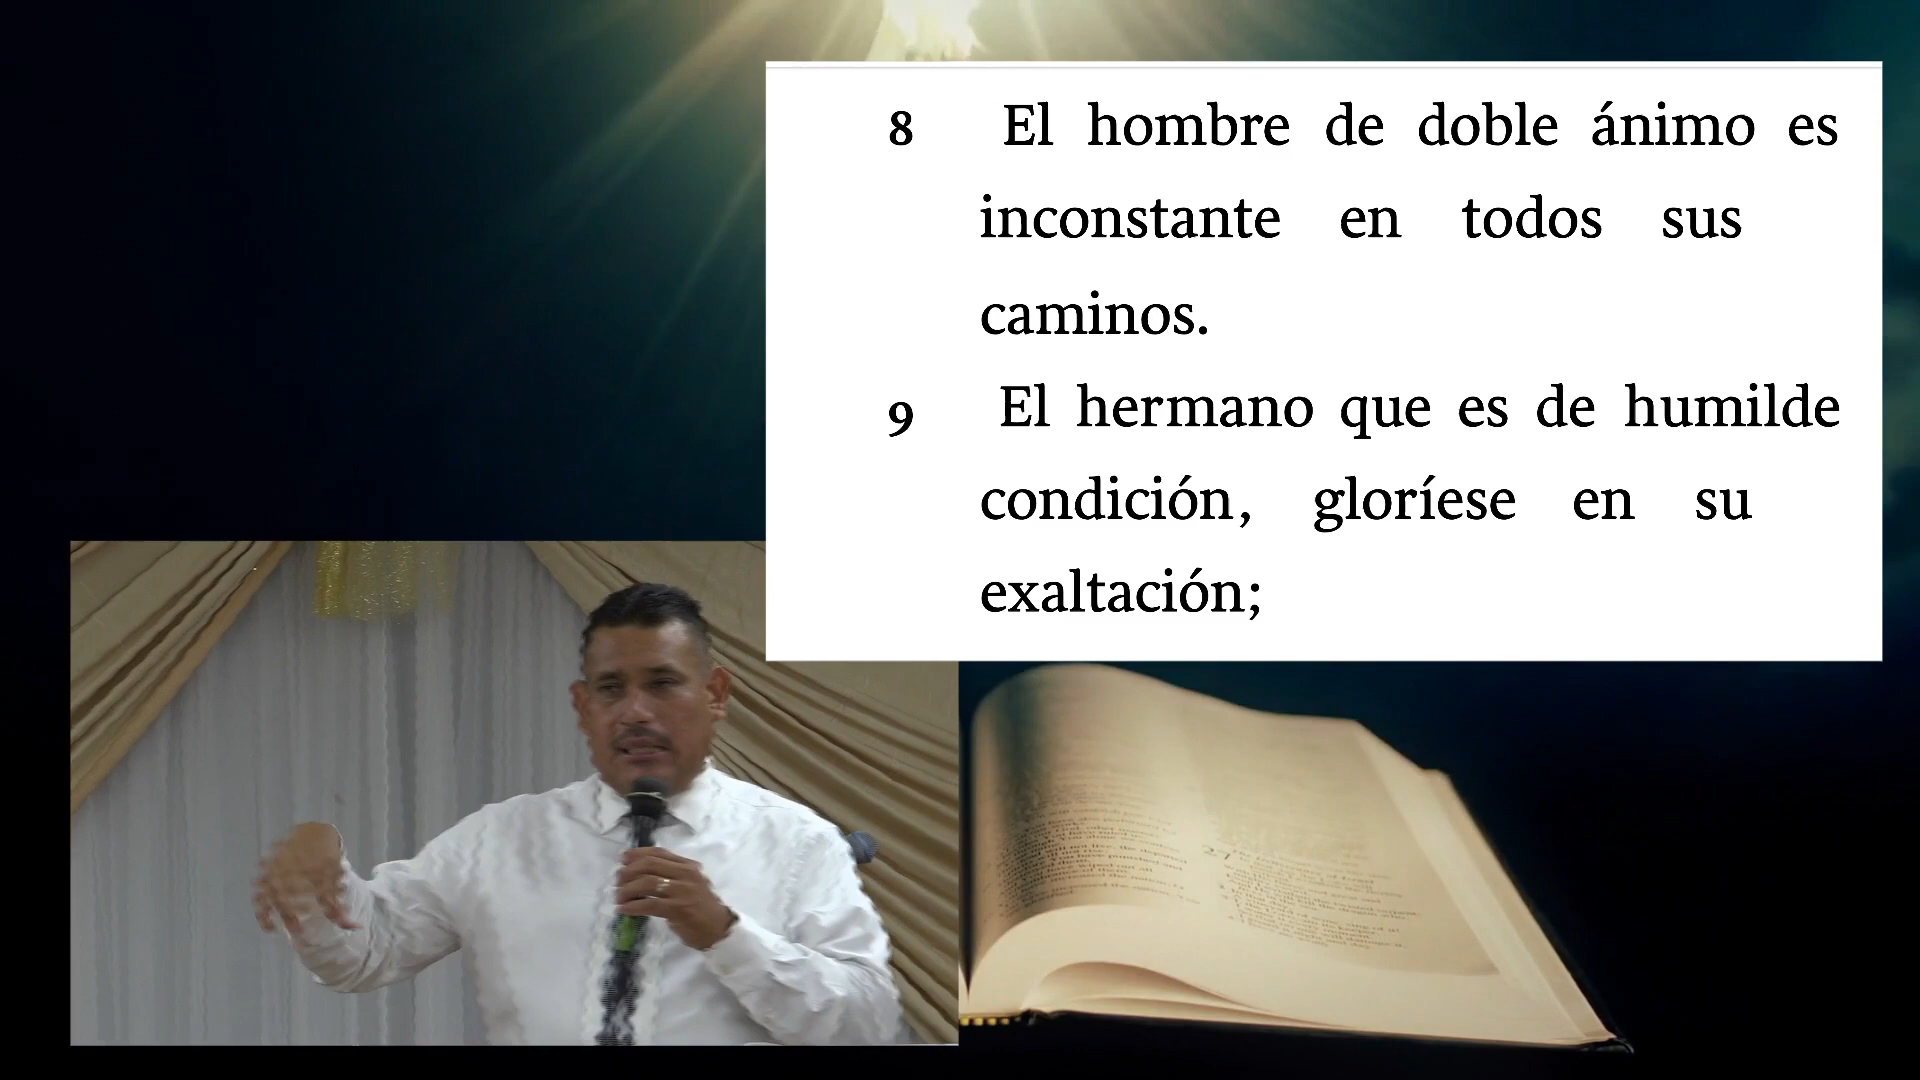 8 El hombre de doble ánimo es
inconstante en todos sus
caminos.
9 El hermano que es de humilde
condición, gloríese en su
exaltación;